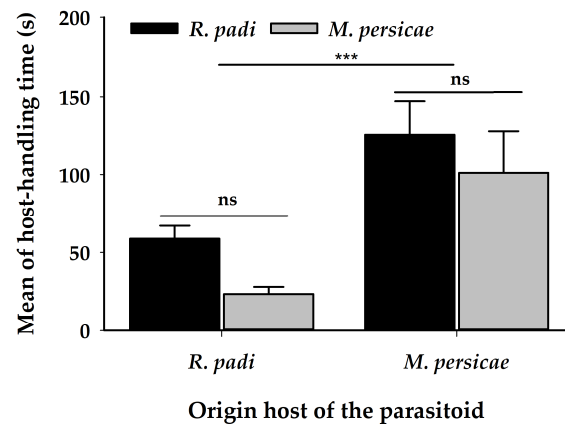 Mean of host-handling time (s)
200
150
100
50
0
R. padi M. persicae
***
ns
ns
R. padi M. persicae
Origin host of the parasitoid